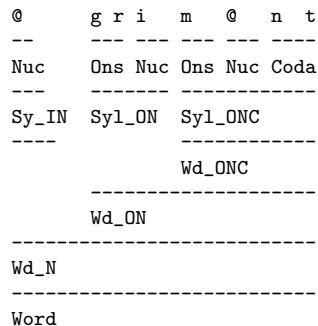 @ g r i m @ n t
-- --- --- --- --- ----
Nuc Ons Nuc Ons Nuc Coda
--- ------- ------------
Sy_IN Syl_ON Syl_ONC
---- ------------
Wd_ONC
--------------------
Wd_ON
---------------------------
Wd_N
---------------------------
Word